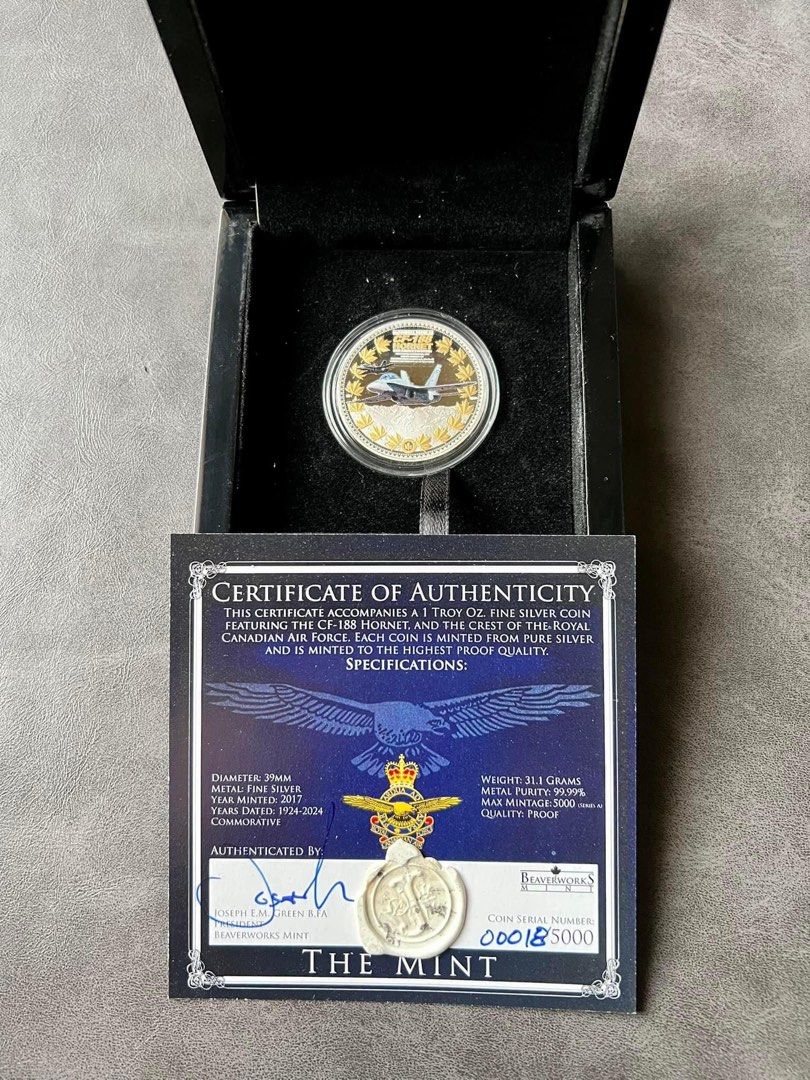 CF-188
HORNET
CERTIFICATE OF AUTHENTICITY
THIS CERTIFICATE ACCOMPANIES A 1 TROY OZ. FINE SILVER COIN
FEATURING THE CF-188 HORNET, AND THE CREST OF THE ROYAL
CANADIAN AIR FORCE. EACH COIN IS MINTED FROM PURE SILVER
AND IS MINTED TO THE HIGHEST PROOF QUALITY.
SPECIFICATIONS:
DIAMETER: 39MM
METAL: FINE SILVER
YEAR MINTED: 2017
YEARS DATED: 1924-2024
COMMORATIVE
WEIGHT: 31.1 GRAMS
METAL PURITY: 99.99%
MAX MINTAGE: 5000 (SERIES A)
QUALITY: PROOF
AUTHENTICATED BY:
JOSEPH E.M. GREEN B.FA
PRESIDENT
BEAVERWORKS MINT
BEAVERWORKS
MINT
COIN SERIAL NUMBER:
00018/5000
THE MINT